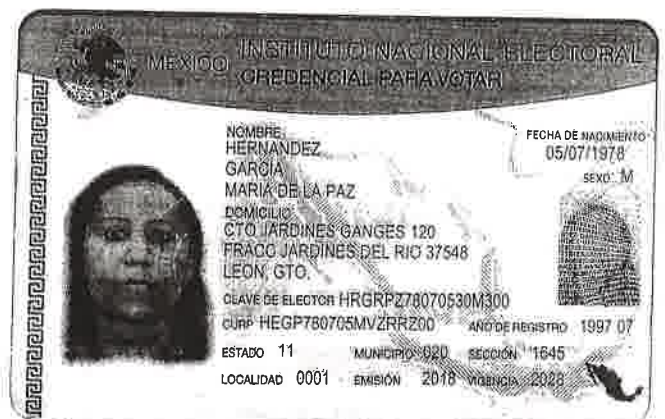 MEXICO INSTITUTO NACIONAL ELECTORAL
CREDENCIAL PARA VOTAR
NOMBRE
HERNANDEZ
GARCIA
MARIA DE LA PAZ
FECHA DE NACIMIENTO
05/07/1978
SEXO M
DOMICILIO
CTO JARDINES GANGES 120
FRACC JARDINES DEL RIO 37548
LEON, GTO.
CLAVE DE ELECTOR HRGRPZ78070530M300
CURP HEGP780705MVZRRZ00 AÑO DE REGISTRO 1997 07
ESTADO 11 MUNICIPIO 020 SECCIÓN 1645
LOCALIDAD 0001 EMISIÓN 2018 VIGENCIA 2028